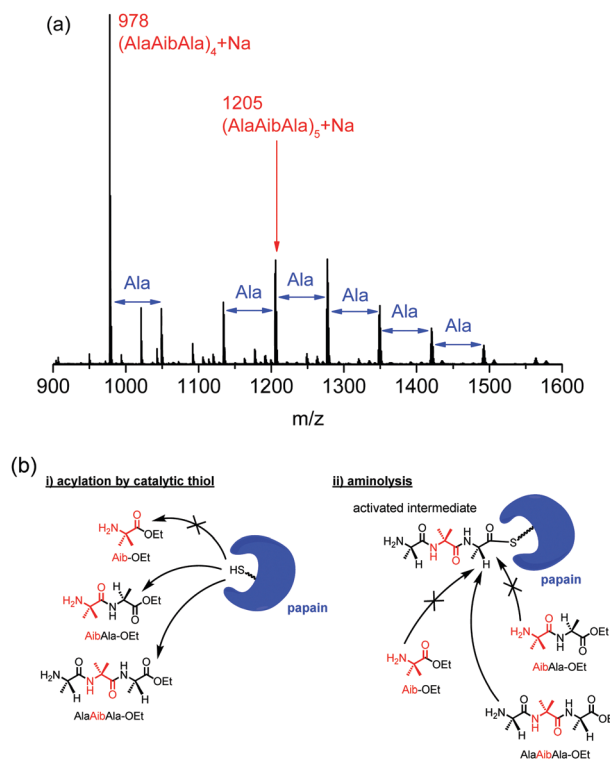 (a)
978
(AlaAibAla)4+Na
1205
(AlaAibAla)5+Na
Ala
Ala
Ala
Ala
Ala
Ala
900 1000 1100 1200 1300 1400 1500 1600
m/z
(b)
i) acylation by catalytic thiol
ii) aminolysis
activated intermediate
H2N
O
OEt
Aib-OEt
HS
papain
H2N
O
N
H
H
O
OEt
AibAla-OEt
H2N
H
O
N
H
O
H
N
H
O
OEt
AlaAibAla-OEt
H2N
H
O
N
H
O
H
N
H
O
S
papain
H2N
O
OEt
Aib-OEt
H2N
O
N
H
H
O
OEt
AibAla-OEt
H2N
H
O
N
H
O
H
N
H
O
OE
AlaAibAla-OEt